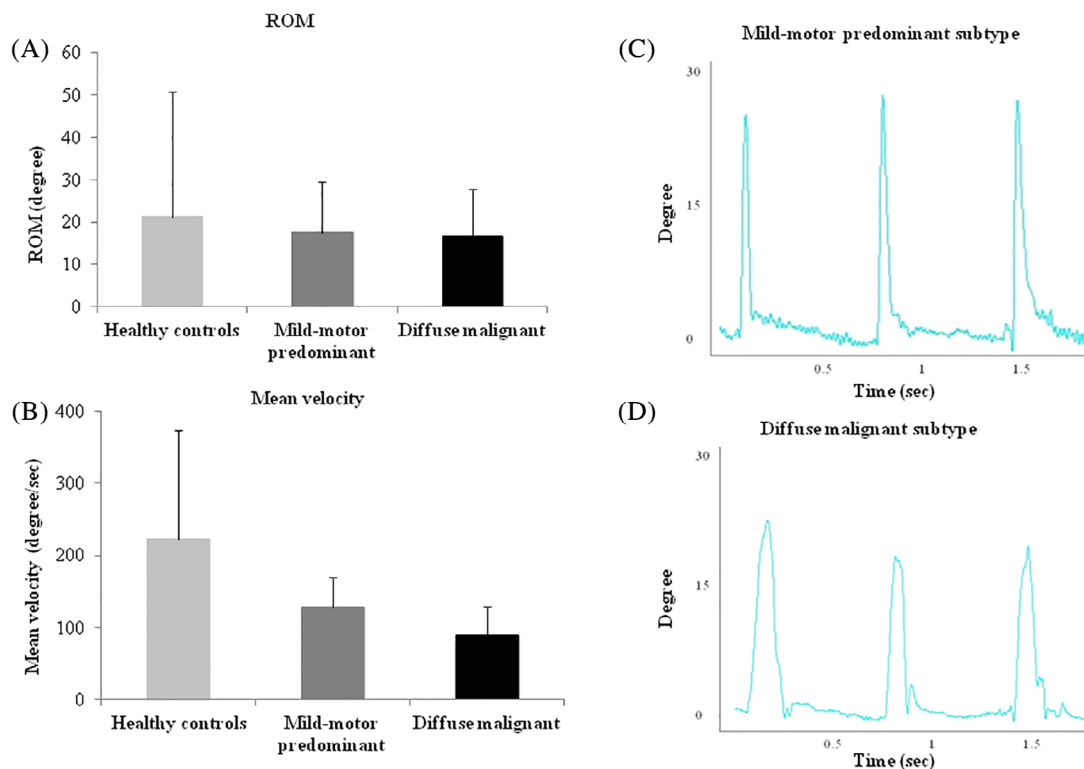 (A)
ROM
ROM (degree)
60
50
40
30
20
10
0
Healthy controls
Mild-motor
predominant
Diffuse malignant
(B)
Mean velocity
Mean velocity (degree/sec)
400
300
200
100
0
Healthy controls
Mild-motor
predominant
Diffuse malignant
(C)
Mild-motor predominant subtype
Degree
30
15
0
0.5
1
1.5
Time (sec)
(D)
Diffuse malignant subtype
Degree
30
15
0
0.5
1
1.5
Time (sec)